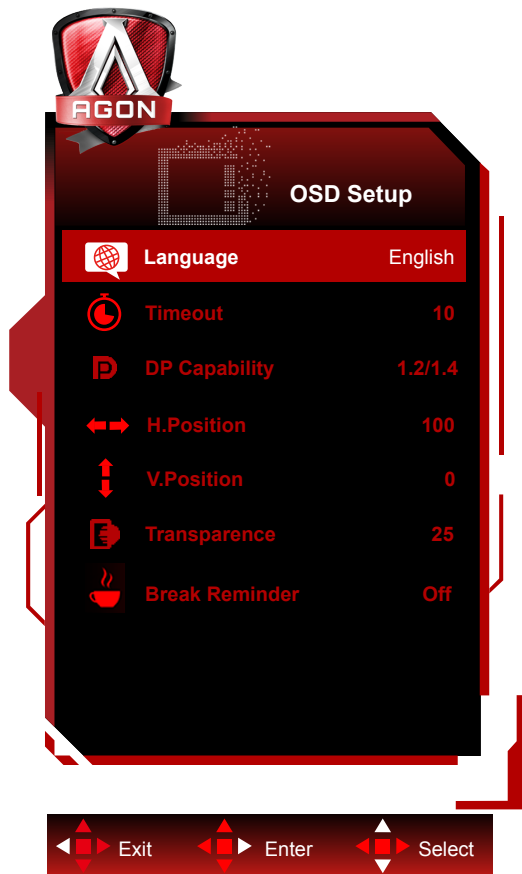 AGON
OSD Setup
Language English
Timeout 10
DP Capability 1.2/1.4
H.Position 100
V.Position 0
Transparence 25
Break Reminder Off
Exit Enter Select